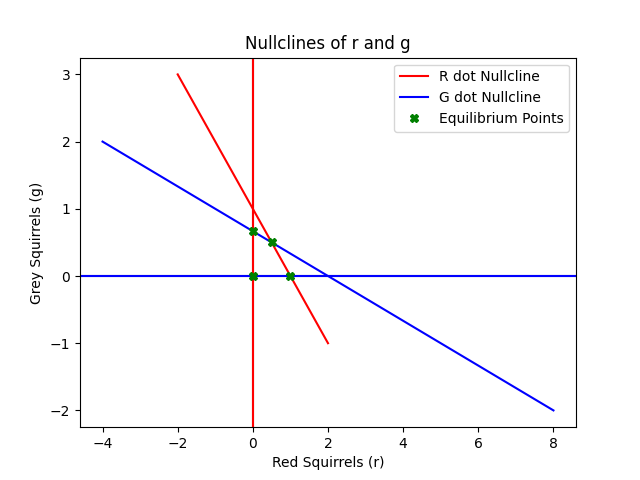 Nullclines of r and g
R dot Nullcline
G dot Nullcline
Equilibrium Points
Grey Squirrels (g)
3
2
1
0
−1
−2
−4
−2
0
2
4
6
8
Red Squirrels (r)